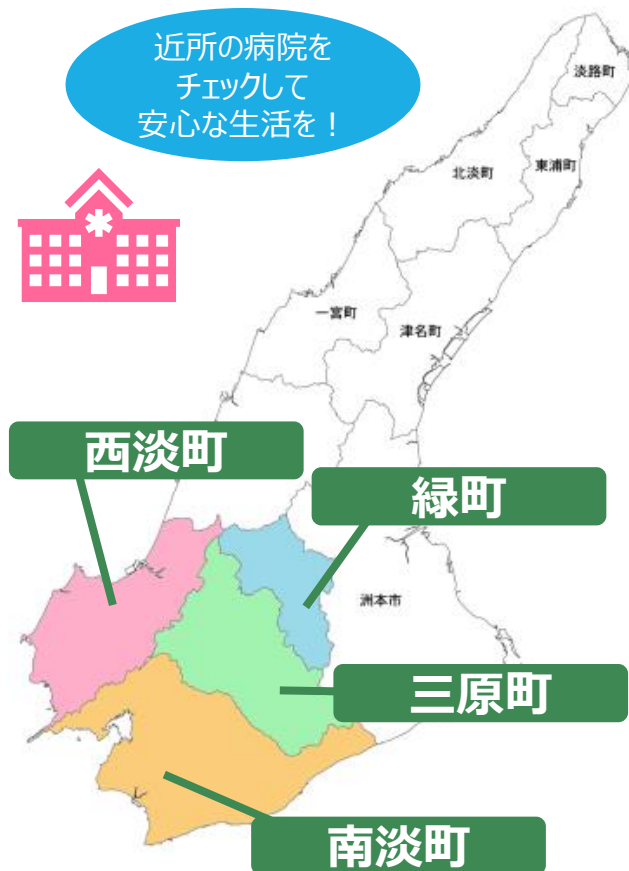 近所の病院を
チェックして
安心な生活を！
淡路町
東浦町
北淡町
一宮町
津名町
西淡町
緑町
洲本市
三原町
南淡町